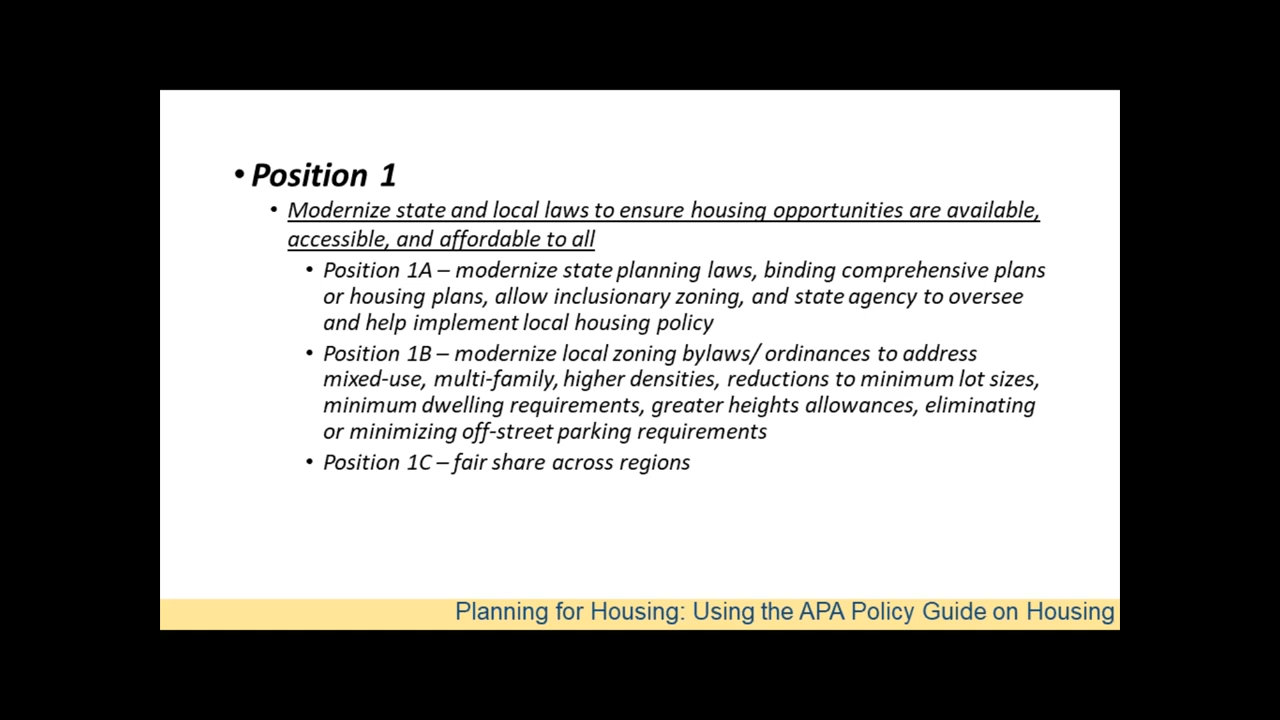 • Position 1
• Modernize state and local laws to ensure housing opportunities are available,
accessible, and affordable to all
• Position 1A – modernize state planning laws, binding comprehensive plans
or housing plans, allow inclusionary zoning, and state agency to oversee
and help implement local housing policy
• Position 1B – modernize local zoning bylaws/ ordinances to address
mixed-use, multi-family, higher densities, reductions to minimum lot sizes,
minimum dwelling requirements, greater heights allowances, eliminating
or minimizing off-street parking requirements
• Position 1C – fair share across regions
Planning for Housing: Using the APA Policy Guide on Housing